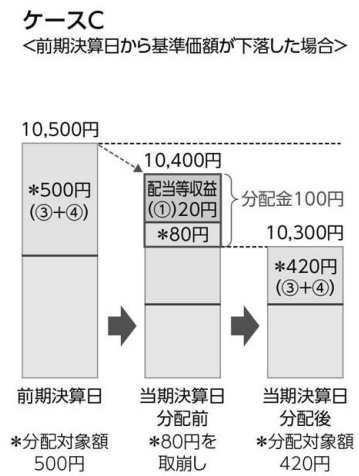 ケースC
<前期決算日から基準価額が下落した場合>
10,500円
10,400円
*500円
(③+④)
配当等収益
(①)20円
*80円
分配金100円
10,300円
*420円
(③+④)
前期決算日
当期決算日
分配前
当期決算日
分配後
*分配対象額
500円
*80円を
取崩し
*分配対象額
420円